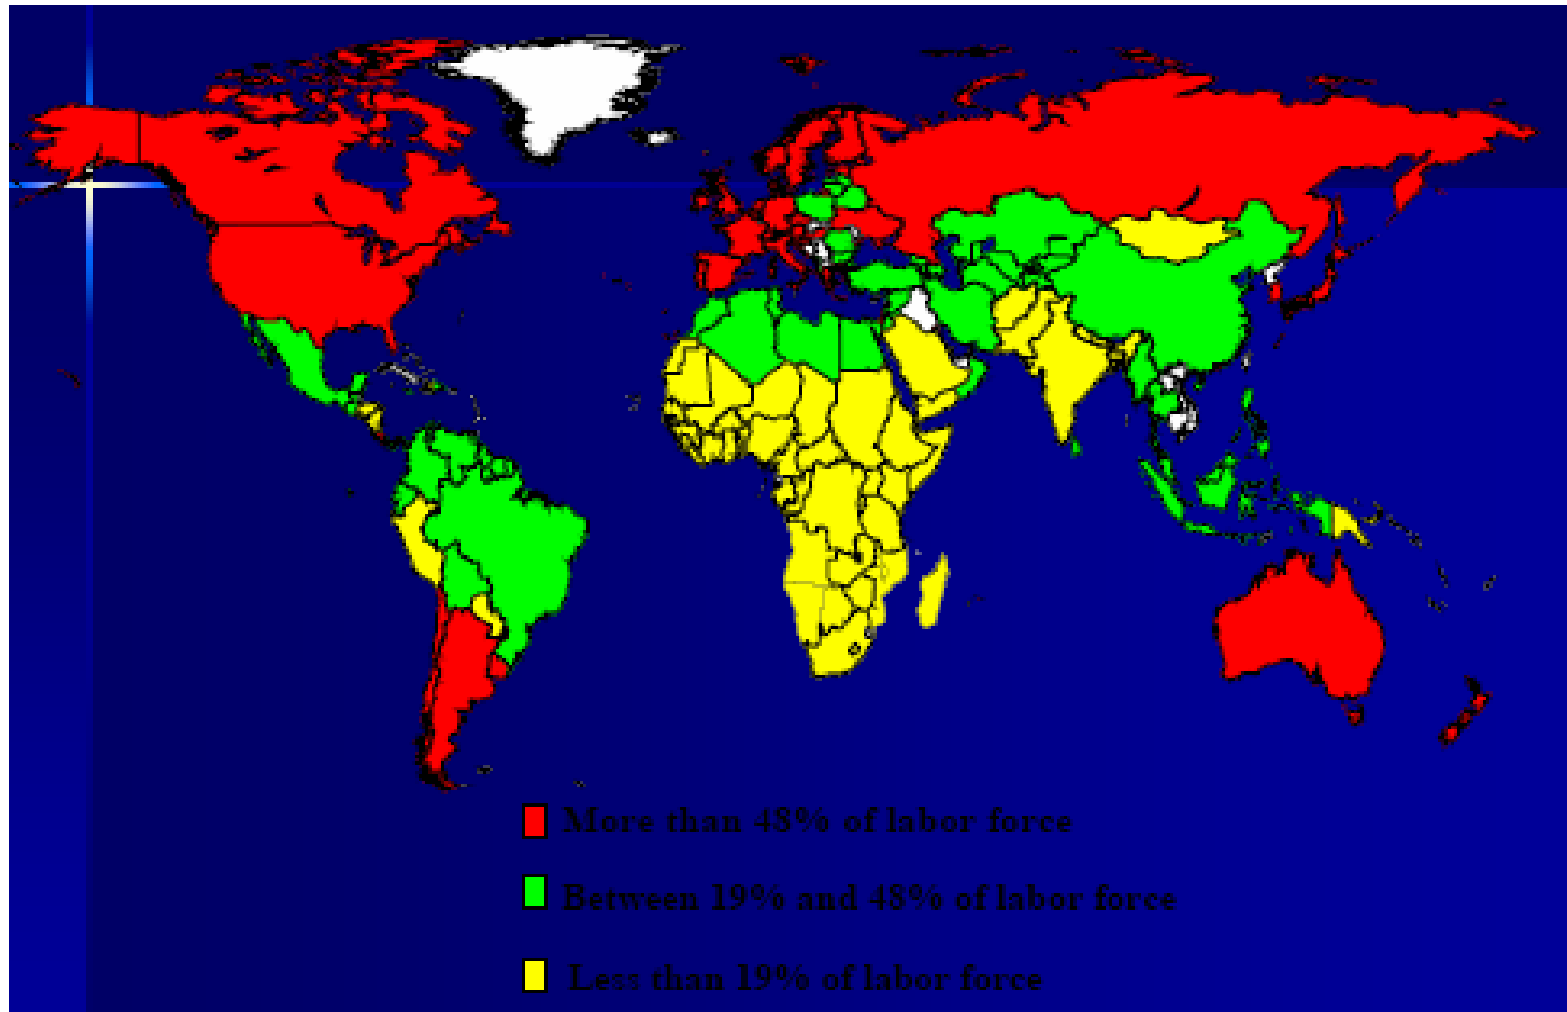 More than 48% of labor force
Between 19% and 48% of labor force
Less than 19% of labor force